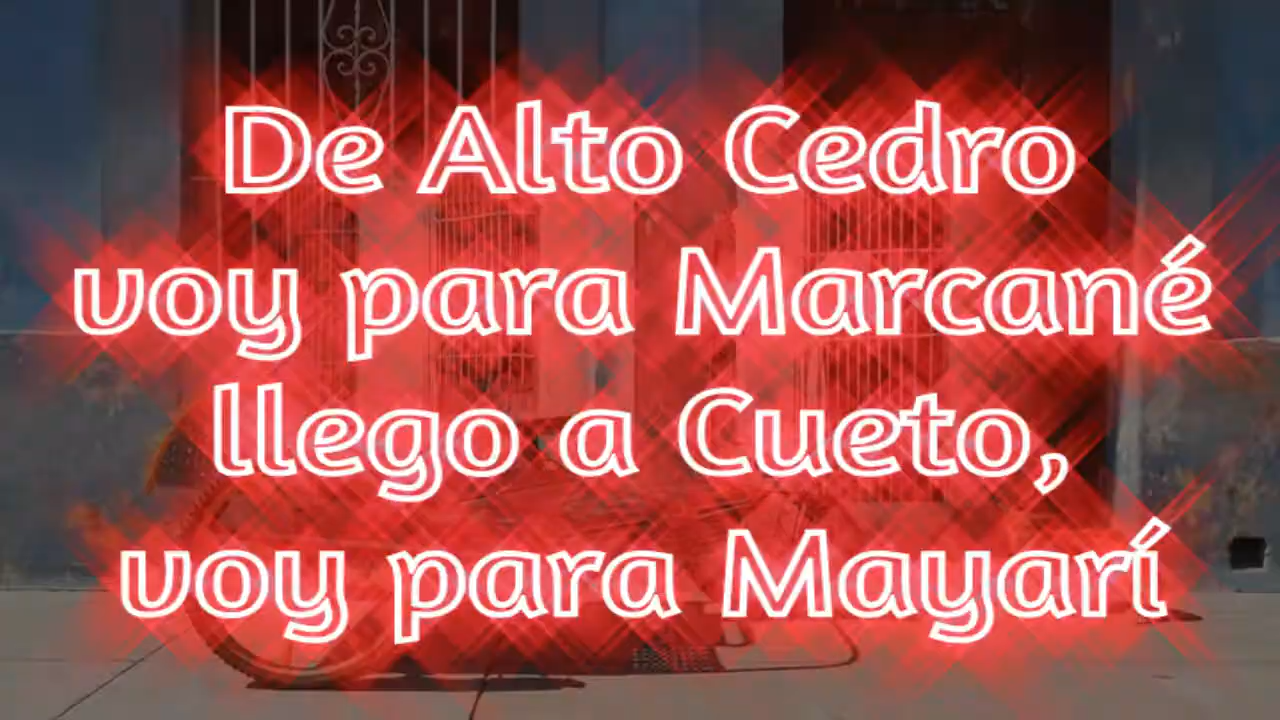 De Alto Cedro
voy para Marcané
llego a Cueto,
voy para Mayarí